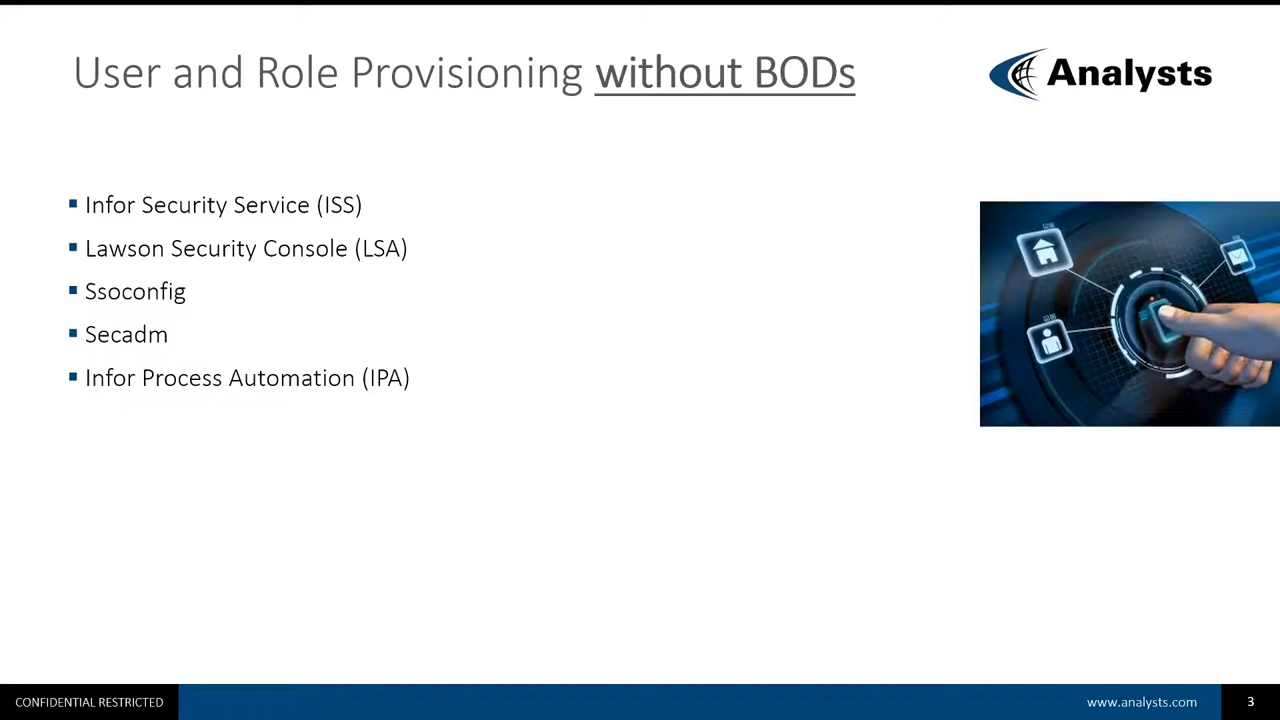 User and Role Provisioning without BODs
Analysts
Infor Security Service (ISS)
Lawson Security Console (LSA)
Ssoconfig
Secadm
Infor Process Automation (IPA)
CONFIDENTIAL RESTRICTED
www.analysts.com
3